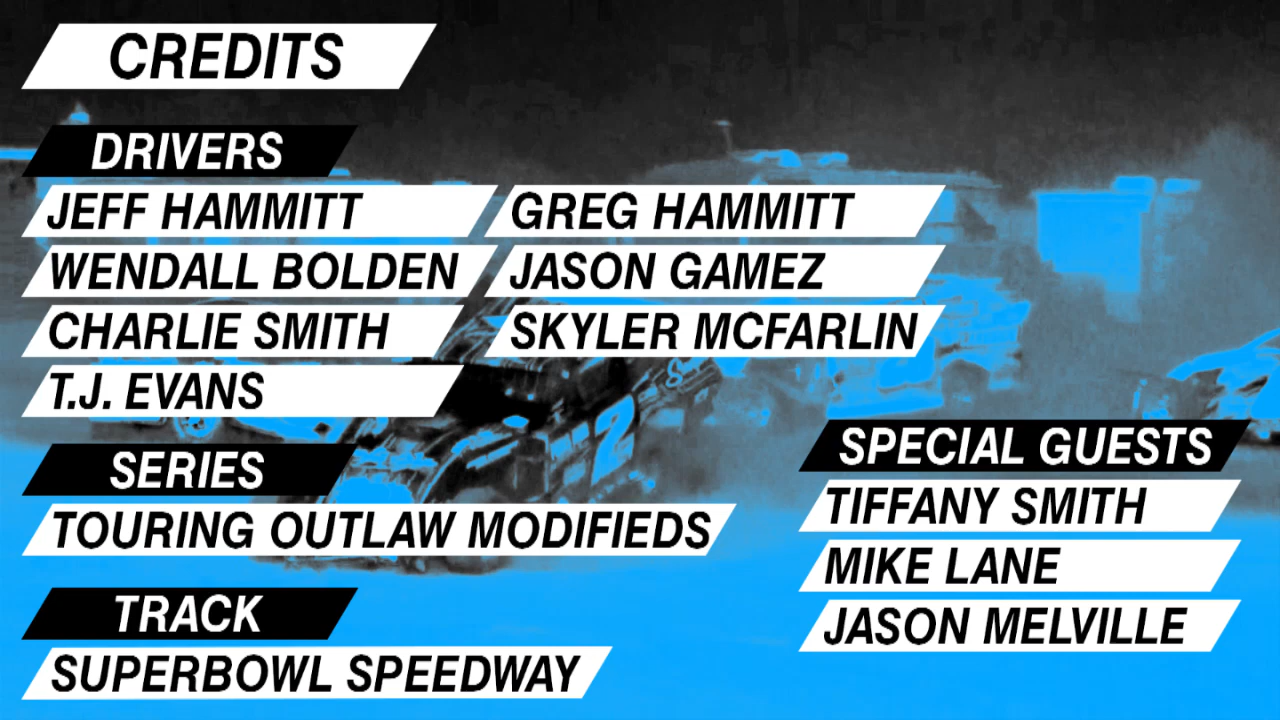 CREDITS
DRIVERS
JEFF HAMMITT
GREG HAMMITT
WENDALL BOLDEN
JASON GAMEZ
CHARLIE SMITH
SKYLER MCFARLIN
T.J. EVANS
SERIES
TOURING OUTLAW MODIFIEDS
TRACK
SUPERBOWL SPEEDWAY
SPECIAL GUESTS
TIFFANY SMITH
MIKE LANE
JASON MELVILLE
2